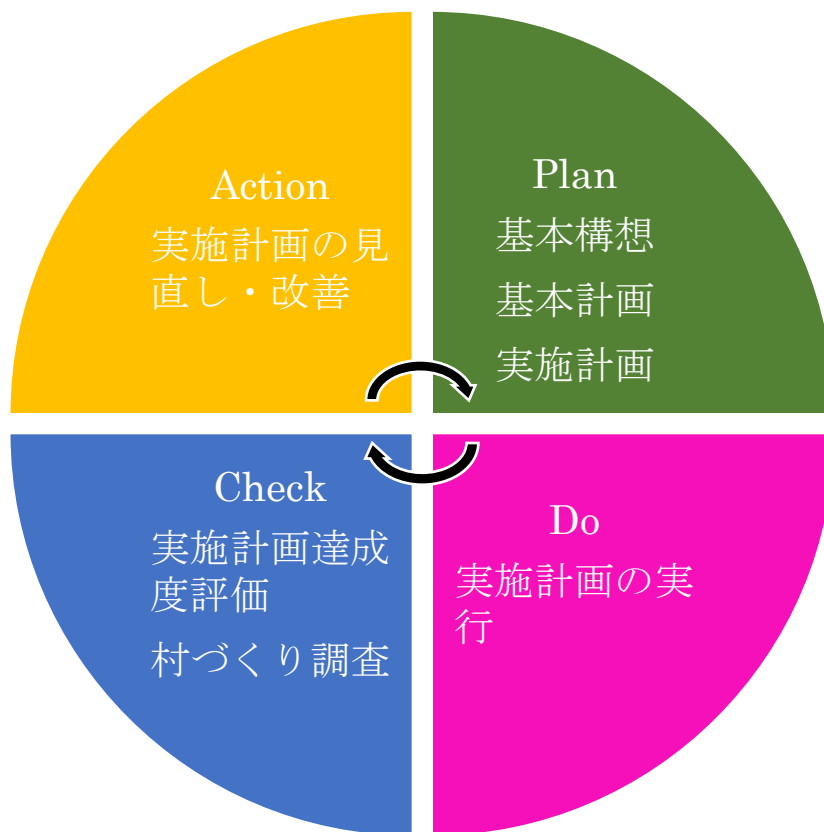 Action
実施計画の見
直し・改善
Plan
基本構想
基本計画
実施計画
Check
実施計画達成
度評価
村づくり調査
Do
実施計画の実
行